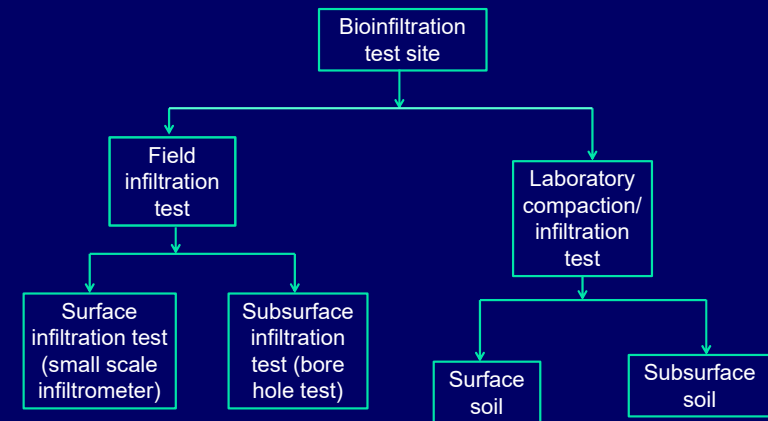 Bioinfiltration
test site
Field
infiltration
test
Laboratory
compaction/
infiltration
test
Surface
infiltration test
(small scale
infiltrometer)
Subsurface
infiltration
test (bore
hole test)
Surface
soil
Subsurface
soil